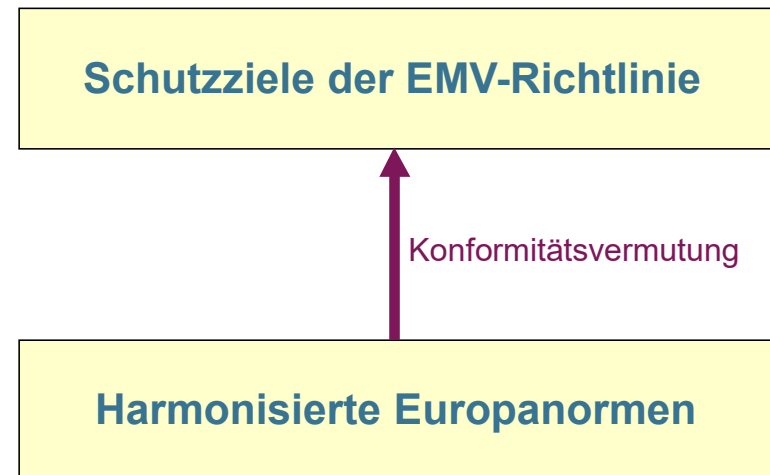 Schutzziele der EMV-Richtlinie
Konformitätsvermutung
Harmonisierte Europanormen